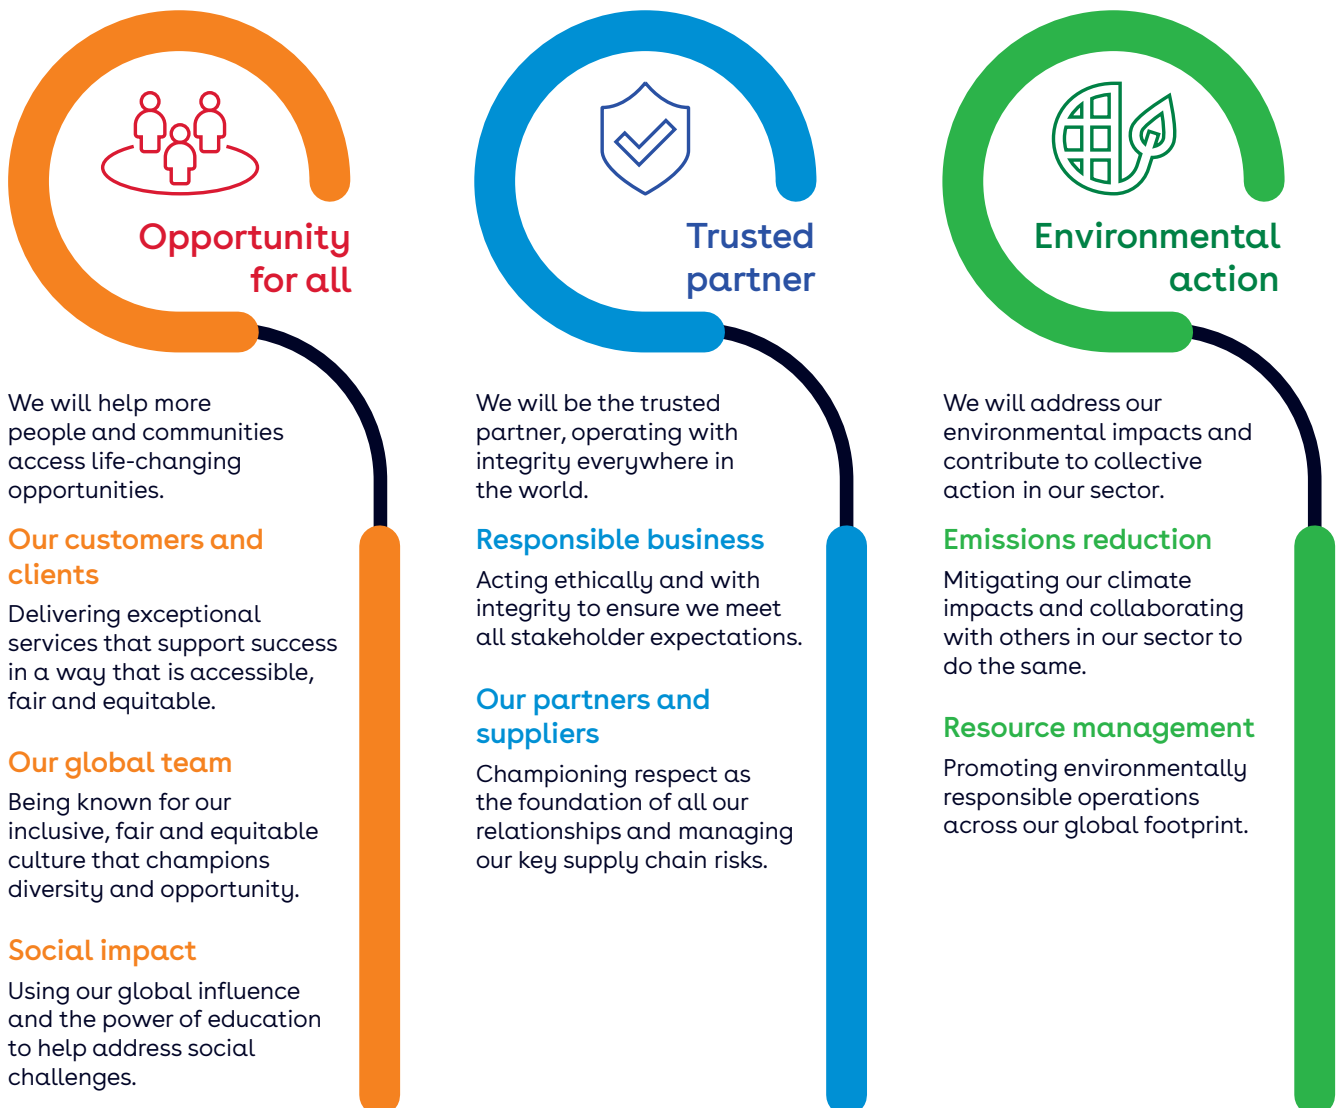 Opportunity
for all
We will help more
people and communities
access life-changing
opportunities.
Our customers and
clients
Delivering exceptional
services that support success
in a way that is accessible,
fair and equitable.
Our global team
Being known for our
inclusive, fair and equitable
culture that champions
diversity and opportunity.
Social impact
Using our global influence
and the power of education
to help address social
challenges.
Trusted
partner
We will be the trusted
partner, operating with
integrity everywhere in
the world.
Responsible business
Acting ethically and with
integrity to ensure we meet
all stakeholder expectations.
Our partners and
suppliers
Championing respect as
the foundation of all our
relationships and managing
our key supply chain risks.
Environmental
action
We will address our
environmental impacts and
contribute to collective
action in our sector.
Emissions reduction
Mitigating our climate
impacts and collaborating
with others in our sector to
do the same.
Resource management
Promoting environmentally
responsible operations
across our global footprint.